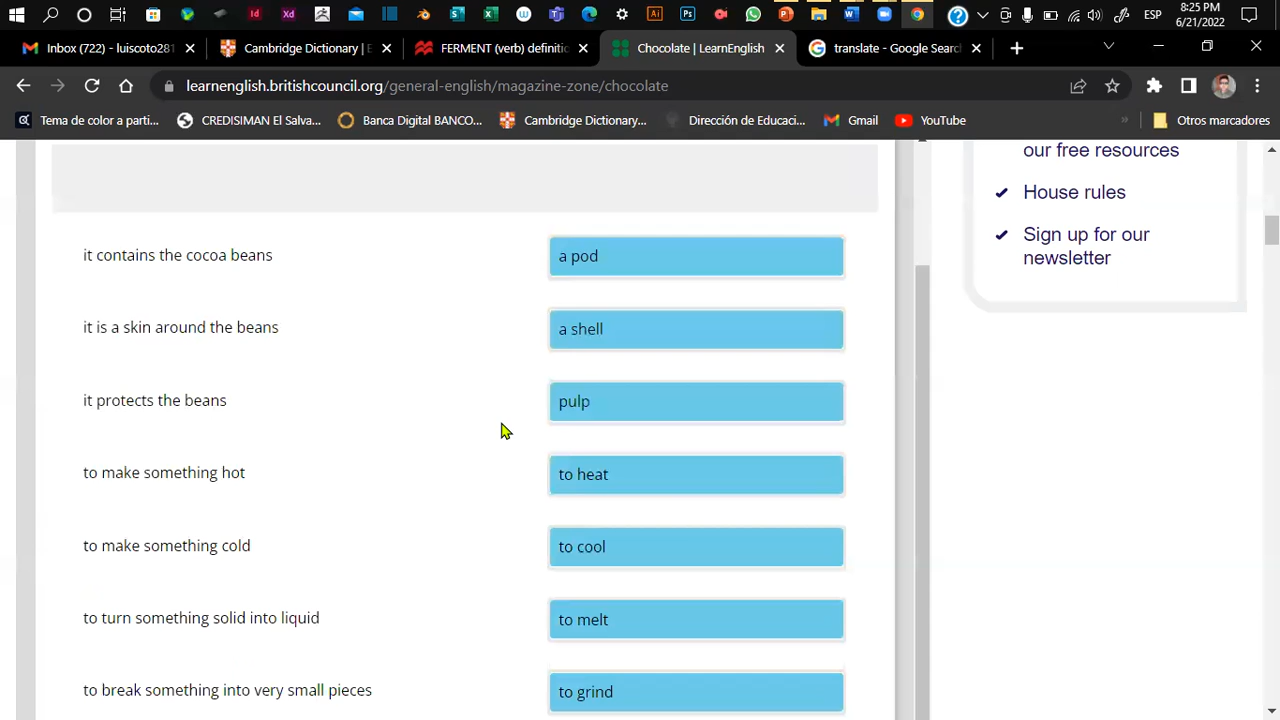 8:25 PM
ESP
6/21/2022
Inbox (722) - luiscoto281
Cambridge Dictionary | E
FERMENT (verb) definitic
Chocolate | LearnEnglish
translate - Google Searc
learnenglish.britishcouncil.org/general-english/magazine-zone/chocolate
Tema de color a parti...
CREDISIMAN El Salva...
Banca Digital BANCO...
Cambridge Dictionary...
Dirección de Educaci...
Gmail
YouTube
Otros marcadores
our free resources
House rules
Sign up for our
newsletter
it contains the cocoa beans
a pod
it is a skin around the beans
a shell
it protects the beans
pulp
to make something hot
to heat
to make something cold
to cool
to turn something solid into liquid
to melt
to break something into very small pieces
to grind